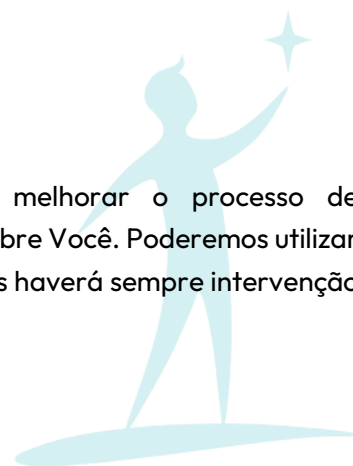 melhorar o processo de
bre Você. Poderemos utilizar
s haverá sempre intervenção